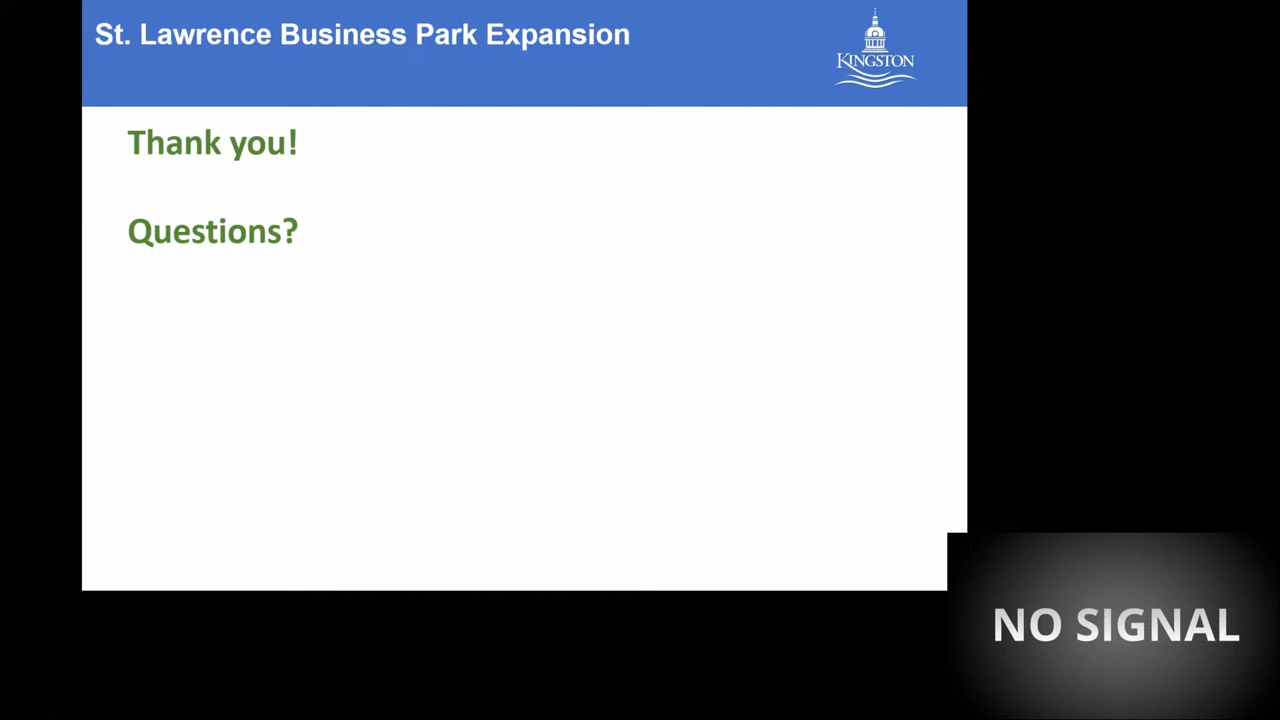 St. Lawrence Business Park Expansion
KINGSTON
Thank you!
Questions?
NO SIGNAL